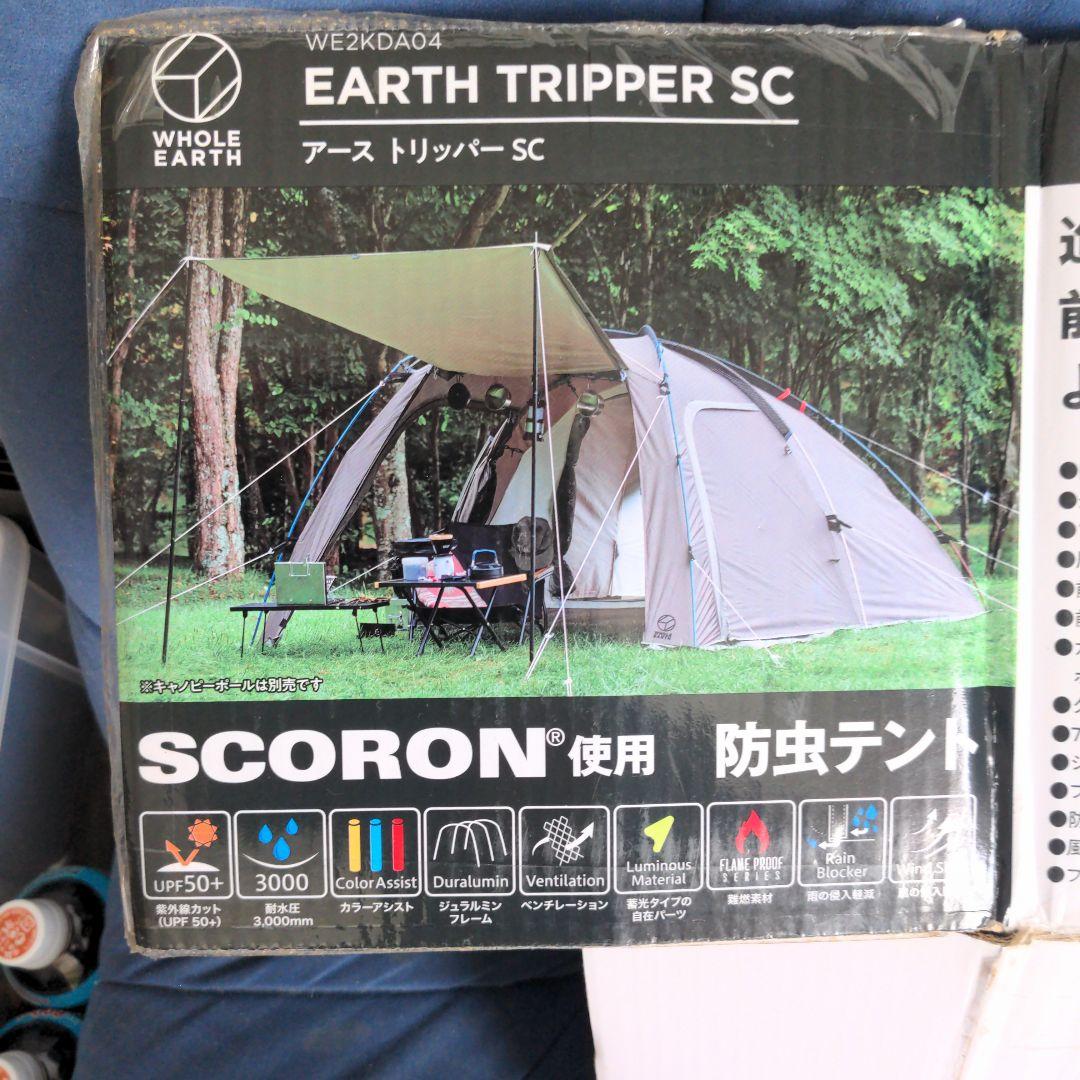 WE2KDA04
EARTH TRIPPER SC
アース トリッパー SC
WHOLE
EARTH
※キャノピーポールは別売です
SCORON® 使用 防虫テント
UPF50+
紫外線カット
(UPF 50+)
3000
耐水圧
3,000mm
Color Assist
カラーアシスト
Duralumin
ジュラルミン
フレーム
Ventilation
ベンチレーション
Luminous
Material
蓄光タイプの
自在パーツ
FLAME PROOF
SERIES
難燃素材
Rain
Blocker
雨の侵入軽減
前
よ